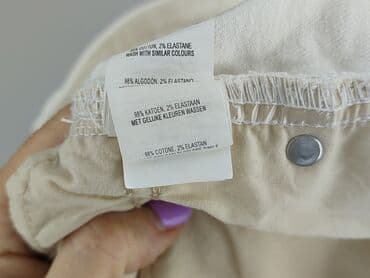 98% COTTON, 2% ELASTANE
WASH WITH SIMILAR COLOURS
98% ALGODÓN, 2% ELASTANE
98% KATOEN, 2% ELASTAAN
MET GELIJKE KLEUREN WASSEN
98% COTONE, 2% ELASTAN